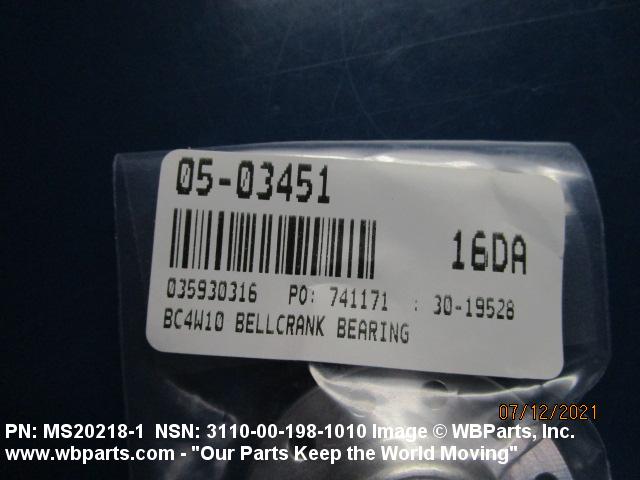 05-03451
16DA
035930316 PO: 741171 : 30-19528
BC4W10 BELLCRANK BEARING
07/12/2021
PN: MS20218-1 NSN: 3110-00-198-1010 Image © WBParts, Inc.
www.wbparts.com - "Our Parts Keep the World Moving"